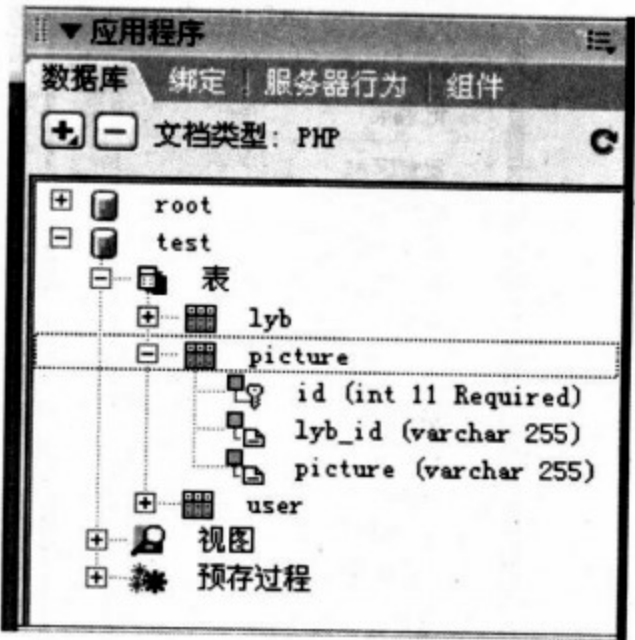 应用程序
数据库 绑定 服务器行为 组件
文档类型: PHP
root
test
表
lyb
picture
id (int 11 Required)
lyb_id (varchar 255)
picture (varchar 255)
user
视图
预存过程